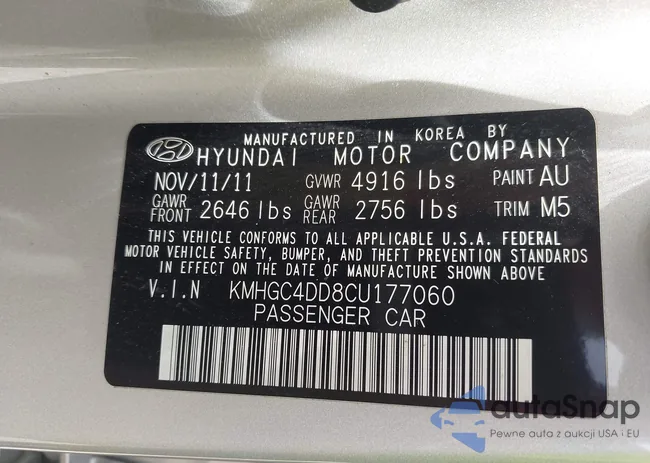 MANUFACTURED IN KOREA BY
HYUNDAI MOTOR COMPANY
NOV/11/11 GVWR 4916 lbs PAINT AU
GAWR FRONT 2646 lbs GAWR REAR 2756 lbs TRIM M5
THIS VEHICLE CONFORMS TO ALL APPLICABLE U.S.A. FEDERAL
MOTOR VEHICLE SAFETY, BUMPER, AND THEFT PREVENTION STANDARDS
IN EFFECT ON THE DATE OF MANUFACTURE SHOWN ABOVE
V.I.N KMHGC4DD8CU177060
PASSENGER CAR
autoSnap
Pewne auta z aukcji USA i EU